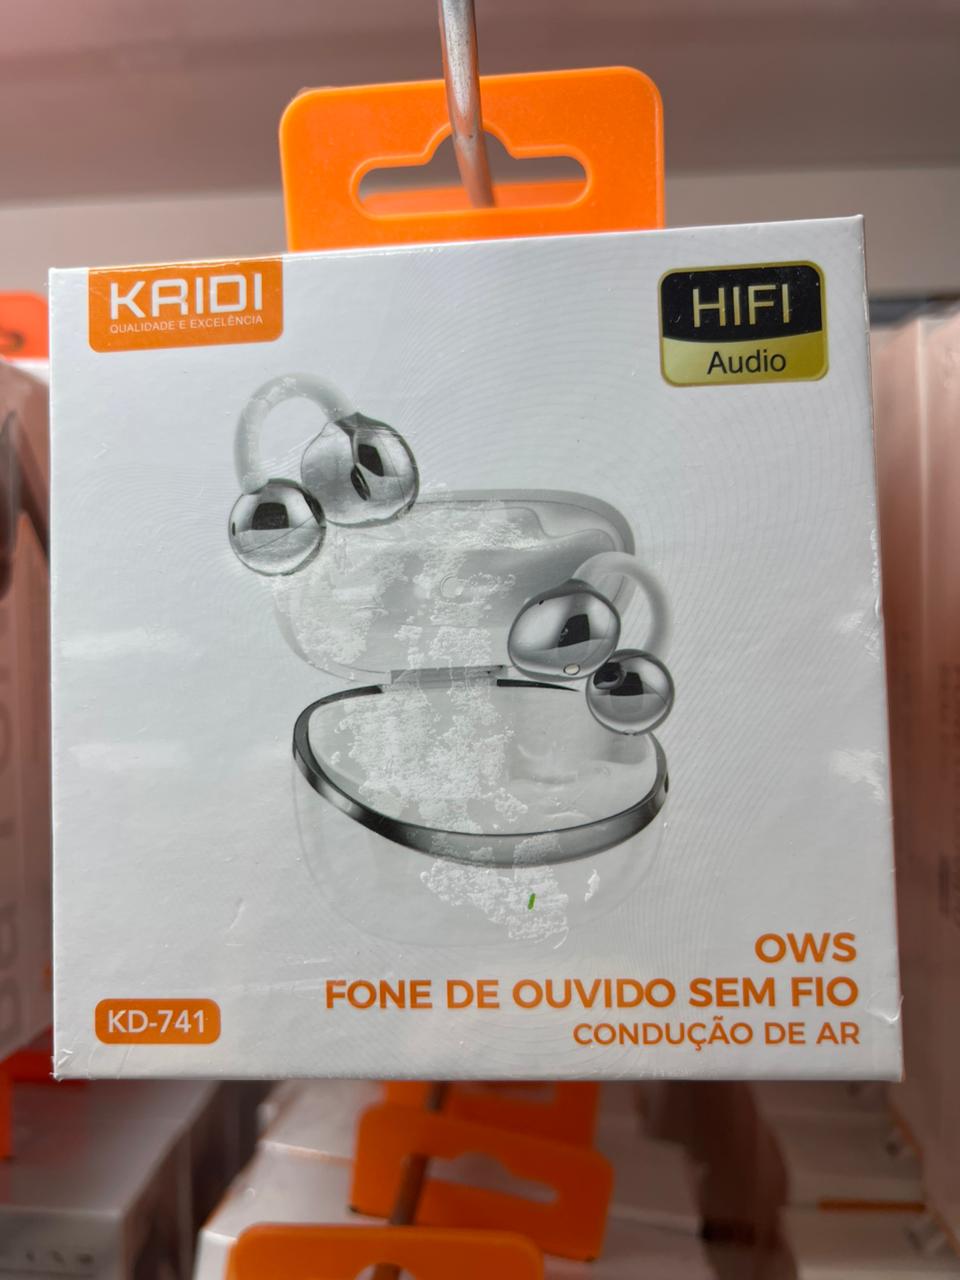 KRIDI
QUALIDADE E EXCELÊNCIA
HIFI
Audio
OWS
FONE DE OUVIDO SEM FIO
CONDUÇÃO DE AR
KD-741